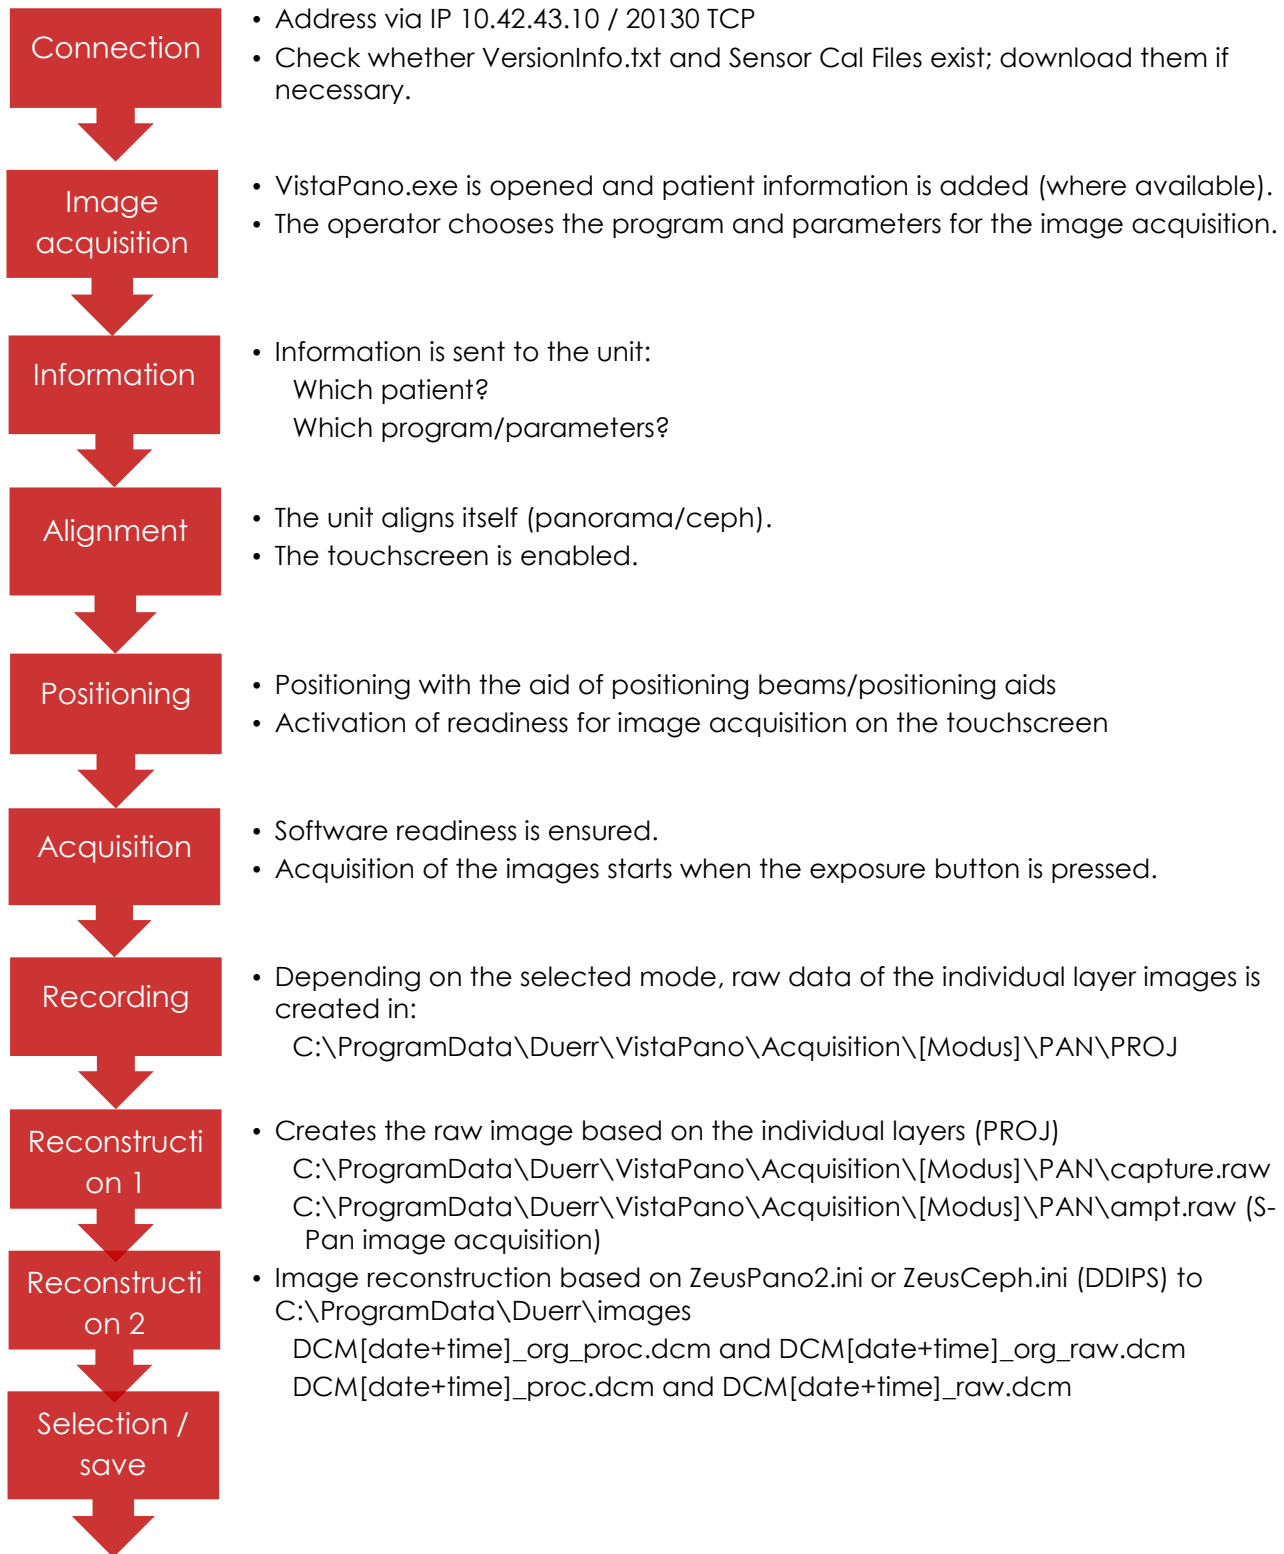 Connection
• Address via IP 10.42.43.10 / 20130 TCP
• Check whether VersionInfo.txt and Sensor Cal Files exist; download them if
necessary.
Image
acquisition
• VistaPano.exe is opened and patient information is added (where available).
• The operator chooses the program and parameters for the image acquisition.
Information
• Information is sent to the unit:
Which patient?
Which program/parameters?
Alignment
• The unit aligns itself (panorama/ceph).
• The touchscreen is enabled.
Positioning
• Positioning with the aid of positioning beams/positioning aids
• Activation of readiness for image acquisition on the touchscreen
Acquisition
• Software readiness is ensured.
• Acquisition of the images starts when the exposure button is pressed.
Recording
• Depending on the selected mode, raw data of the individual layer images is
created in:
C:\ProgramData\Duerr\VistaPano\Acquisition\[Modus]\PAN\PROJ
Reconstructi
on 1
• Creates the raw image based on the individual layers (PROJ)
C:\ProgramData\Duerr\VistaPano\Acquisition\[Modus]\PAN\capture.raw
C:\ProgramData\Duerr\VistaPano\Acquisition\[Modus]\PAN\ampt.raw (S-
Pan image acquisition)
Reconstructi
on 2
• Image reconstruction based on ZeusPano2.ini or ZeusCeph.ini (DDIPS) to
C:\ProgramData\Duerr\images
DCM[date+time]_org_proc.dcm and DCM[date+time]_org_raw.dcm
DCM[date+time]_proc.dcm and DCM[date+time]_raw.dcm
Selection /
save